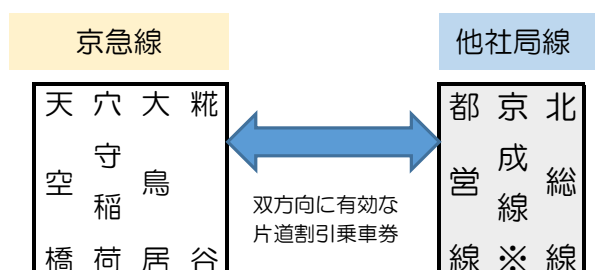 京急線
他社局線
天空橋
穴守稲荷
大鳥居
糀谷
双方向に有効な
片道割引乗車券
都営線
京成線※
北総線